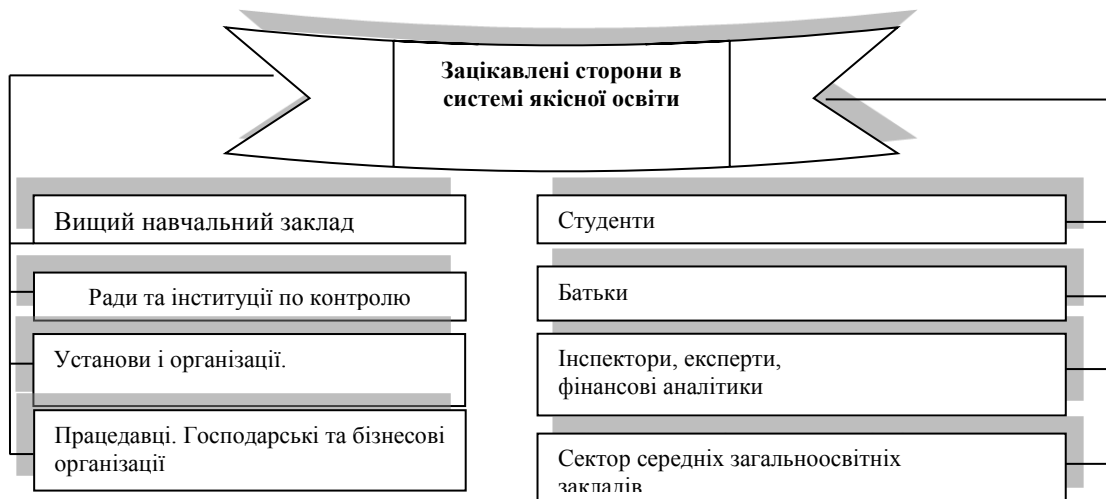 Зацікавлені сторони в
системі якісної освіти
Вищий навчальний заклад
Ради та інституції по контролю
Установи і організації.
Працедавці. Господарські та бізнесові
організації
Студенти
Батьки
Інспектори, експерти,
фінансові аналітики
Сектор середніх загальноосвітніх
закладів